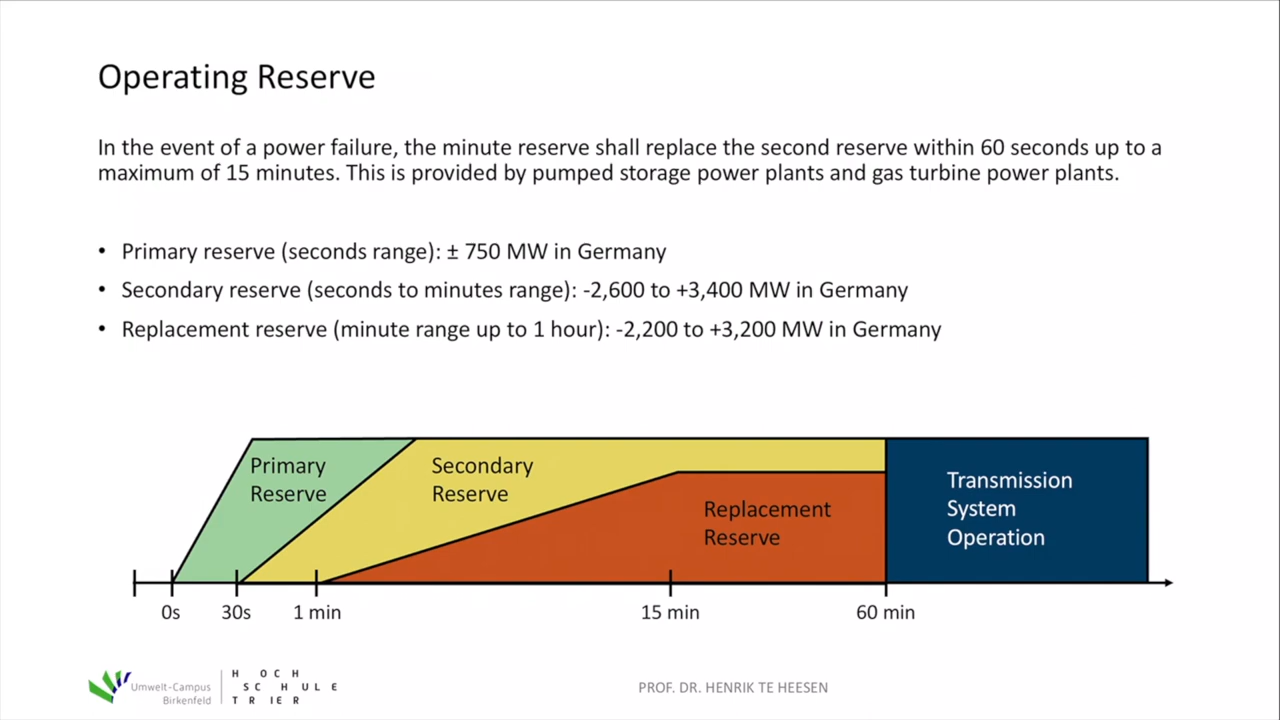 Operating Reserve
In the event of a power failure, the minute reserve shall replace the second reserve within 60 seconds up to a
maximum of 15 minutes. This is provided by pumped storage power plants and gas turbine power plants.
• Primary reserve (seconds range): ± 750 MW in Germany
• Secondary reserve (seconds to minutes range): -2,600 to +3,400 MW in Germany
• Replacement reserve (minute range up to 1 hour): -2,200 to +3,200 MW in Germany
Primary
Reserve
Secondary
Reserve
Replacement
Reserve
Transmission
System
Operation
0s 30s 1 min 15 min 60 min
Umwelt-Campus
Birkenfeld
HOCH
SCHULE
TRIER
PROF. DR. HENRIK TE HEESEN